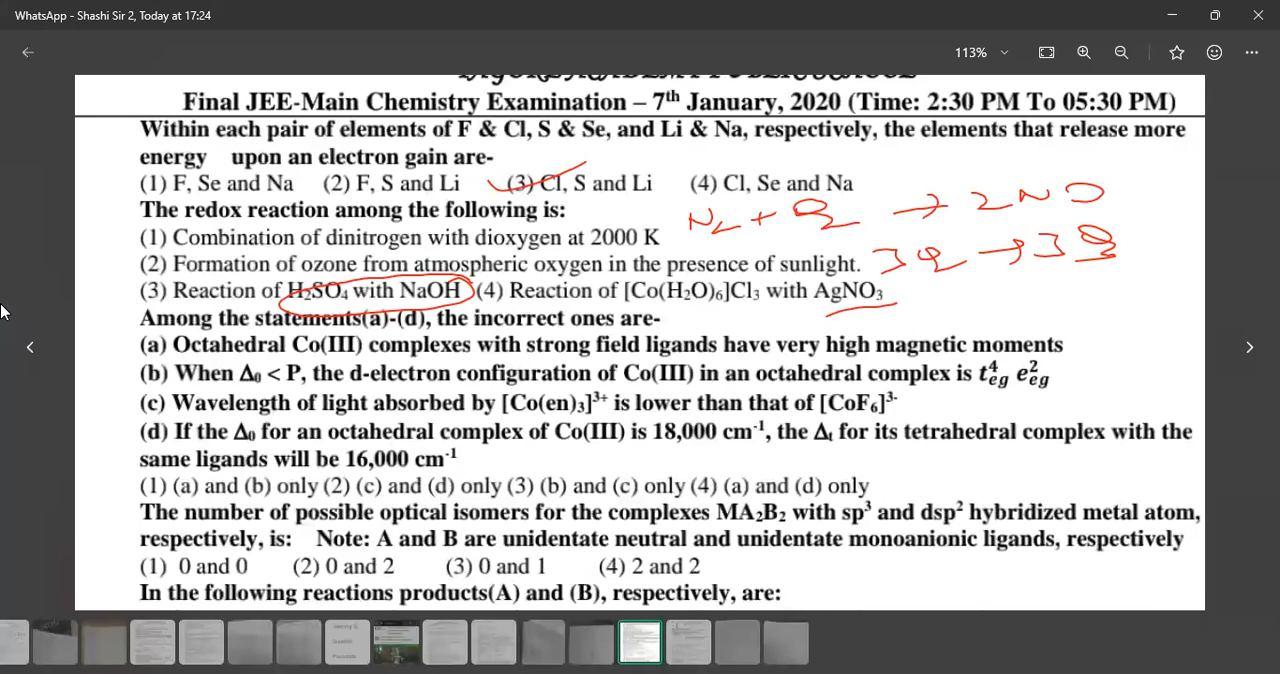 WhatsApp - Shashi Sir 2, Today at 17:24
113%
Final JEE-Main Chemistry Examination – 7th January, 2020 (Time: 2:30 PM To 05:30 PM)
Within each pair of elements of F & Cl, S & Se, and Li & Na, respectively, the elements that release more
energy upon an electron gain are-
(1) F, Se and Na (2) F, S and Li (3) Cl, S and Li (4) Cl, Se and Na
The redox reaction among the following is:
N₂ + O₂ → 2NO
(1) Combination of dinitrogen with dioxygen at 2000 K
(2) Formation of ozone from atmospheric oxygen in the presence of sunlight.
(3) Reaction of H₂SO₄ with NaOH (4) Reaction of [Co(H₂O)₆]Cl₃ with AgNO₃
Among the statements(a)-(d), the incorrect ones are-
(a) Octahedral Co(III) complexes with strong field ligands have very high magnetic moments
(b) When Δ₀ < P, the d-electron configuration of Co(III) in an octahedral complex is t⁴eg e²eg
(c) Wavelength of light absorbed by [Co(en)₃]³⁺ is lower than that of [CoF₆]³⁻
(d) If the Δ₀ for an octahedral complex of Co(III) is 18,000 cm⁻¹, the Δₜ for its tetrahedral complex with the
same ligands will be 16,000 cm⁻¹
(1) (a) and (b) only (2) (c) and (d) only (3) (b) and (c) only (4) (a) and (d) only
The number of possible optical isomers for the complexes MA₂B₂ with sp³ and dsp² hybridized metal atom,
respectively, is: Note: A and B are unidentate neutral and unidentate monoanionic ligands, respectively
(1) 0 and 0 (2) 0 and 2 (3) 0 and 1 (4) 2 and 2
In the following reactions products(A) and (B), respectively, are: